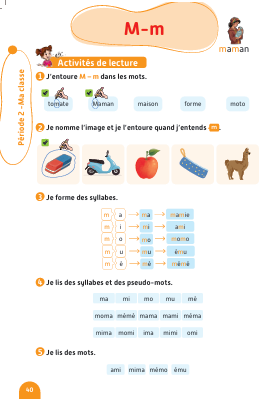 M-m
maman
Période 2 -Ma classe
Activités de lecture
1 J'entoure M – m dans les mots.
tomate Maman maison forme moto
2 Je nomme l'image et je l'entoure quand j'entends m.
3 Je forme des syllabes.
m a ma mamie
m i mi ami
m o mo momo
m u mu ému
m é mé mémé
4 Je lis des syllabes et des pseudo-mots.
ma mi mo mu mé
moma mémé mama mami méma
mima momi ima mimi omi
5 Je lis des mots.
ami mima mémo ému
40